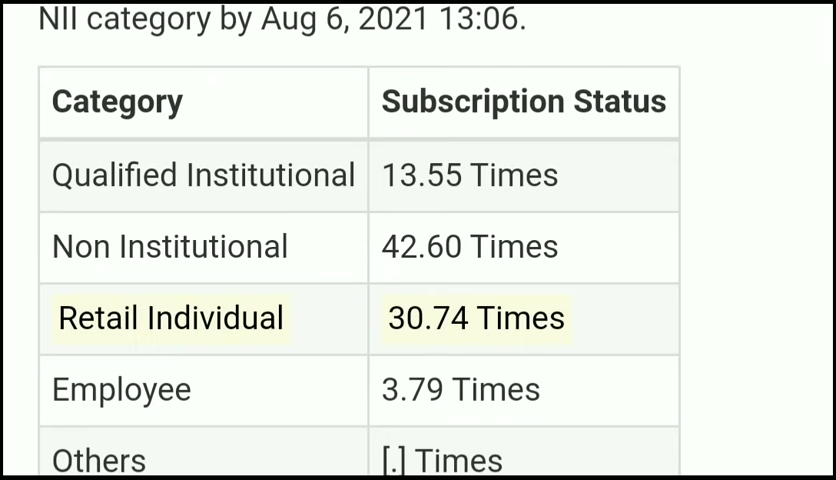 NII category by Aug 6, 2021 13:06.
Category Subscription Status
Qualified Institutional 13.55 Times
Non Institutional 42.60 Times
Retail Individual 30.74 Times
Employee 3.79 Times
Others [.] Times